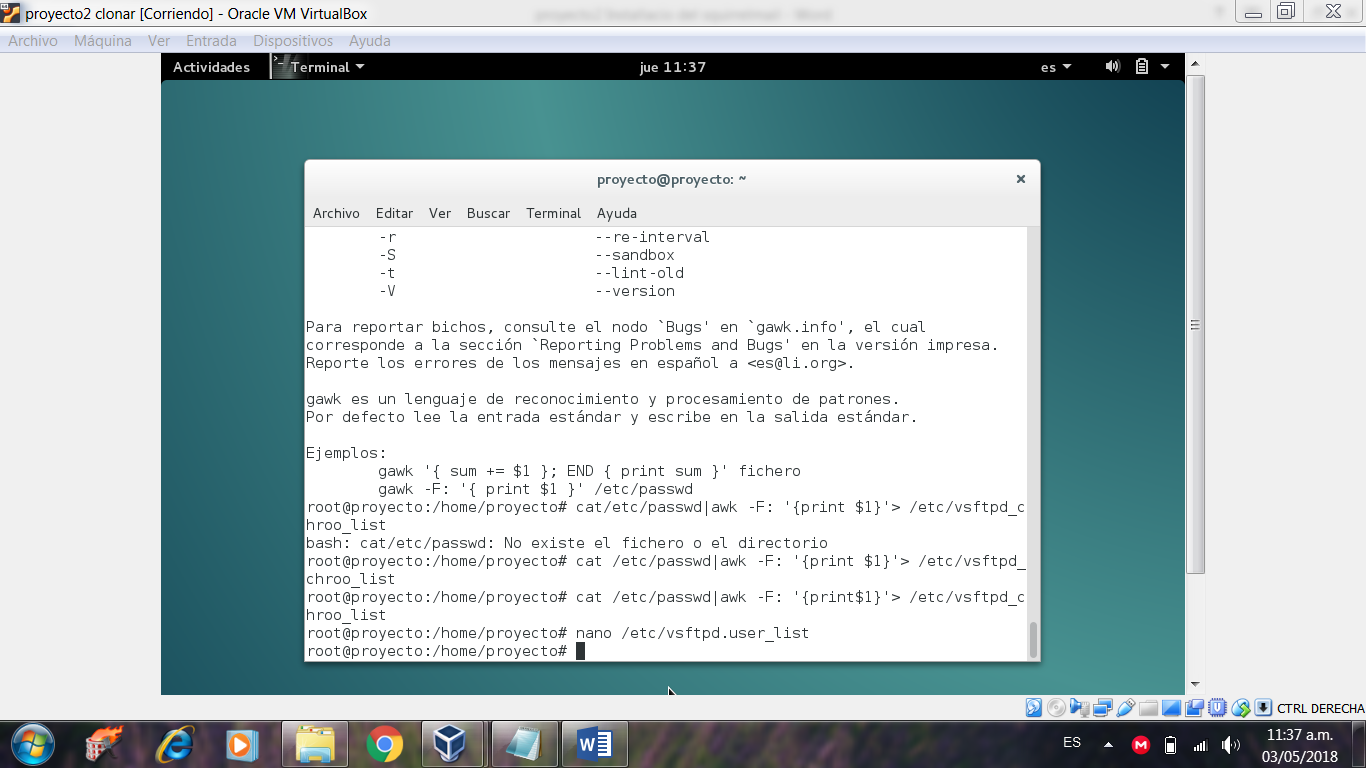 proyecto2 clonar [Corriendo] - Oracle VM VirtualBox
Archivo Máquina Ver Entrada Dispositivos Ayuda
Actividades Terminal jue 11:37 es
proyecto@proyecto: ~
Archivo Editar Ver Buscar Terminal Ayuda
-r --re-interval
-S --sandbox
-t --lint-old
-V --version
Para reportar bichos, consulte el nodo `Bugs' en `gawk.info', el cual
corresponde a la sección `Reporting Problems and Bugs' en la versión impresa.
Reporte los errores de los mensajes en español a <es@li.org>.
gawk es un lenguaje de reconocimiento y procesamiento de patrones.
Por defecto lee la entrada estándar y escribe en la salida estándar.
Ejemplos:
gawk '{ sum += $1 }; END { print sum }' fichero
gawk -F: '{ print $1 }' /etc/passwd
root@proyecto:/home/proyecto# cat/etc/passwd|awk -F: '{print $1}'> /etc/vsftpd_c
hroo_list
bash: cat/etc/passwd: No existe el fichero o el directorio
root@proyecto:/home/proyecto# cat /etc/passwd|awk -F: '{print $1}'> /etc/vsftpd_
chroo_list
root@proyecto:/home/proyecto# cat /etc/passwd|awk -F: '{print$1}'> /etc/vsftpd_c
hroo_list
root@proyecto:/home/proyecto# nano /etc/vsftpd.user_list
root@proyecto:/home/proyecto#
CTRL DERECHA
ES
11:37 a.m.
03/05/2018